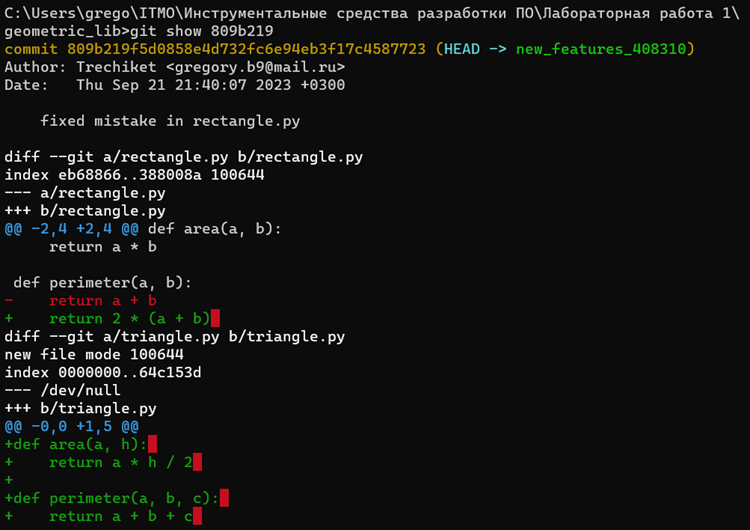 C:\Users\grego\ITMO\Инструментальные средства разработки ПО\Лабораторная работа 1\
geometric_lib>git show 809b219
commit 809b219f5d0858e4d732fc6e94eb3f17c4587723 (HEAD -> new_features_408310)
Author: Trechiket <gregory.b9@mail.ru>
Date:   Thu Sep 21 21:40:07 2023 +0300

    fixed mistake in rectangle.py

diff --git a/rectangle.py b/rectangle.py
index eb68866..388008a 100644
--- a/rectangle.py
+++ b/rectangle.py
@@ -2,4 +2,4 @@ def area(a, b):
     return a * b

 def perimeter(a, b):
-    return a + b
+    return 2 * (a + b)
diff --git a/triangle.py b/triangle.py
new file mode 100644
index 0000000..64c153d
--- /dev/null
+++ b/triangle.py
@@ -0,0 +1,5 @@
+def area(a, h):
+    return a * h / 2
+
+def perimeter(a, b, c):
+    return a + b + c